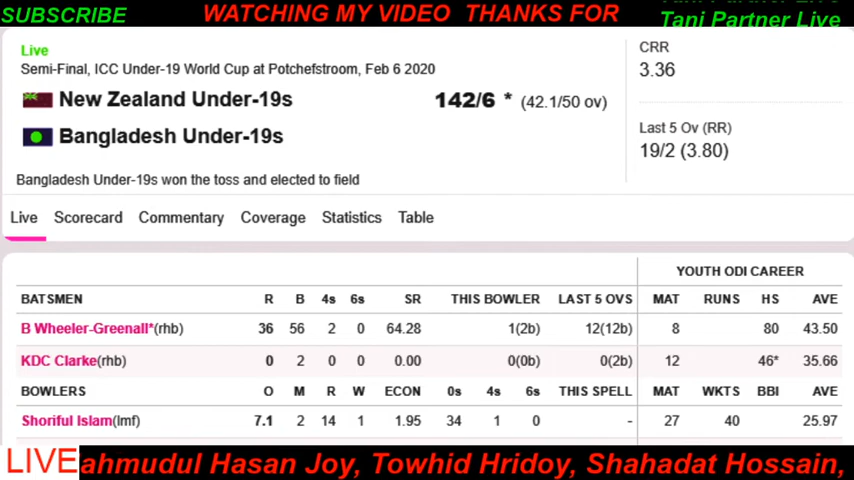 SUBSCRIBE
WATCHING MY VIDEO THANKS FOR
Tani Partner Live
Live
Semi-Final, ICC Under-19 World Cup at Potchefstroom, Feb 6 2020
New Zealand Under-19s 142/6 * (42.1/50 ov)
Bangladesh Under-19s
Bangladesh Under-19s won the toss and elected to field
CRR
3.36
Last 5 Ov (RR)
19/2 (3.80)
Live Scorecard Commentary Coverage Statistics Table
YOUTH ODI CAREER
BATSMEN R B 4s 6s SR THIS BOWLER LAST 5 OVS MAT RUNS HS AVE
B Wheeler-Greenall*(rhb) 36 56 2 0 64.28 1(2b) 12(12b) 8 80 43.50
KDC Clarke(rhb) 0 2 0 0 0.00 0(0b) 0(2b) 12 46* 35.66
BOWLERS O M R W ECON 0s 4s 6s THIS SPELL MAT WKTS BBI AVE
Shoriful Islam(lmf) 7.1 2 14 1 1.95 34 1 0 - 27 40 25.97
LIVE ahmudul Hasan Joy, Towhid Hridoy, Shahadat Hossain,